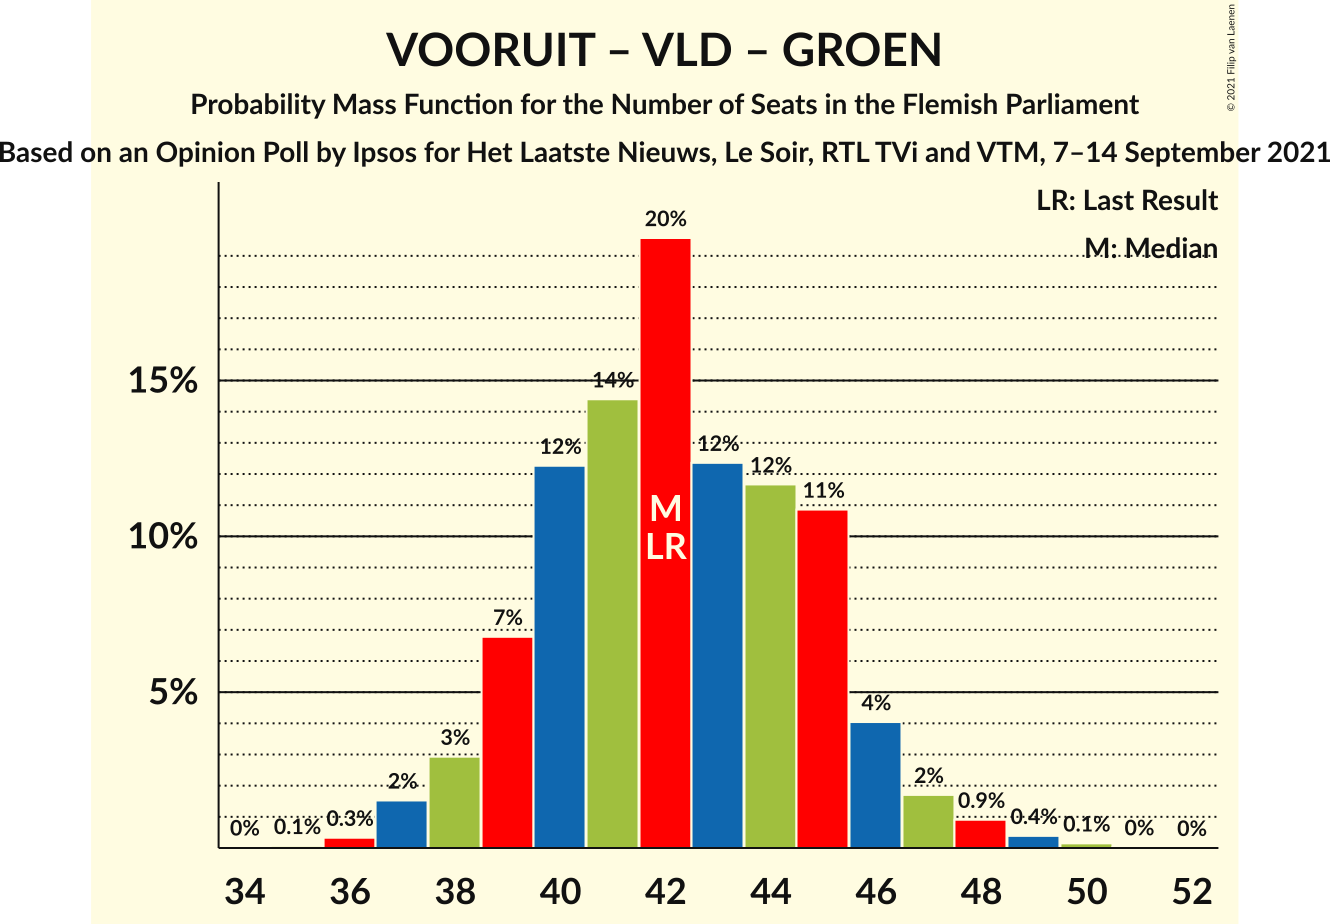 VOORUIT – VLD – GROEN
Probability Mass Function for the Number of Seats in the Flemish Parliament
Based on an Opinion Poll by Ipsos for Het Laatste Nieuws, Le Soir, RTL TVi and VTM, 7–14 September 2021
© 2021 Filip van Laenen
LR: Last Result
M: Median
15%
10%
5%
0%
0.1%
0.3%
2%
3%
7%
12%
14%
20%
12%
12%
11%
4%
2%
0.9%
0.4%
0.1%
0%
0%
M
LR
34 36 38 40 42 44 46 48 50 52